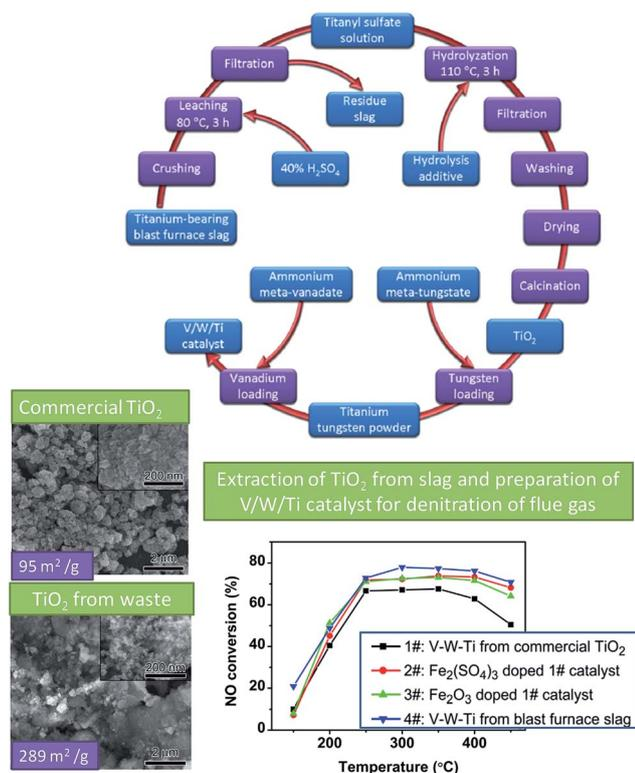 Titanyl sulfate
solution
Filtration
Hydrolyzation
110 °C, 3 h
Residue
slag
Leaching
80 °C, 3 h
Filtration
Crushing
40% H₂SO₄
Hydrolysis
additive
Washing
Titanium-bearing
blast furnace slag
Drying
Ammonium
meta-vanadate
Ammonium
meta-tungstate
Calcination
V/W/Ti
catalyst
TiO₂
Vanadium
loading
Tungsten
loading
Titanium
tungsten powder
Commercial TiO₂
200 nm
2 μm
95 m²/g
TiO₂ from waste
200 nm
2 μm
289 m²/g
Extraction of TiO₂ from slag and preparation of
V/W/Ti catalyst for denitration of flue gas
NO conversion (%)
80
60
40
20
0
200
300
400
Temperature (°C)
1#: V-W-Ti from commercial TiO₂
2#: Fe₂(SO₄)₃ doped 1# catalyst
3#: Fe₂O₃ doped 1# catalyst
4#: V-W-Ti from blast furnace slag